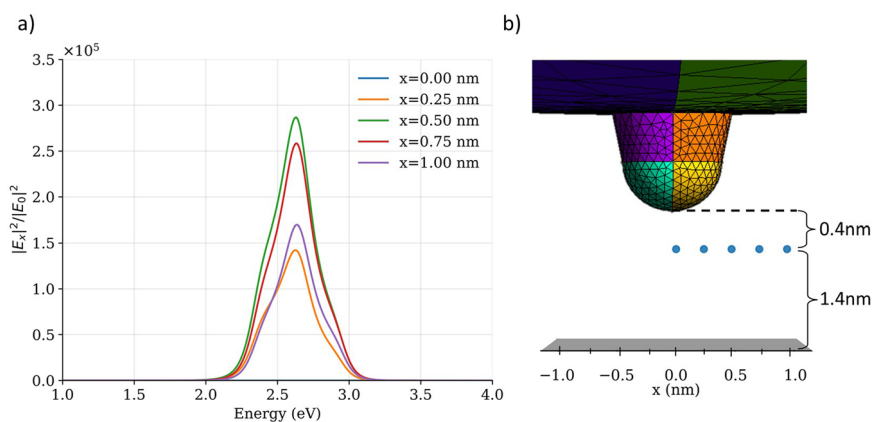 a)
×10⁵
|Eₓ|²/|E₀|²
3.5
3.0
2.5
2.0
1.5
1.0
0.5
0.0
1.0 1.5 2.0 2.5 3.0 3.5 4.0
Energy (eV)
x=0.00 nm
x=0.25 nm
x=0.50 nm
x=0.75 nm
x=1.00 nm
b)
0.4nm
1.4nm
−1.0 −0.5 0.0 0.5 1.0
x (nm)